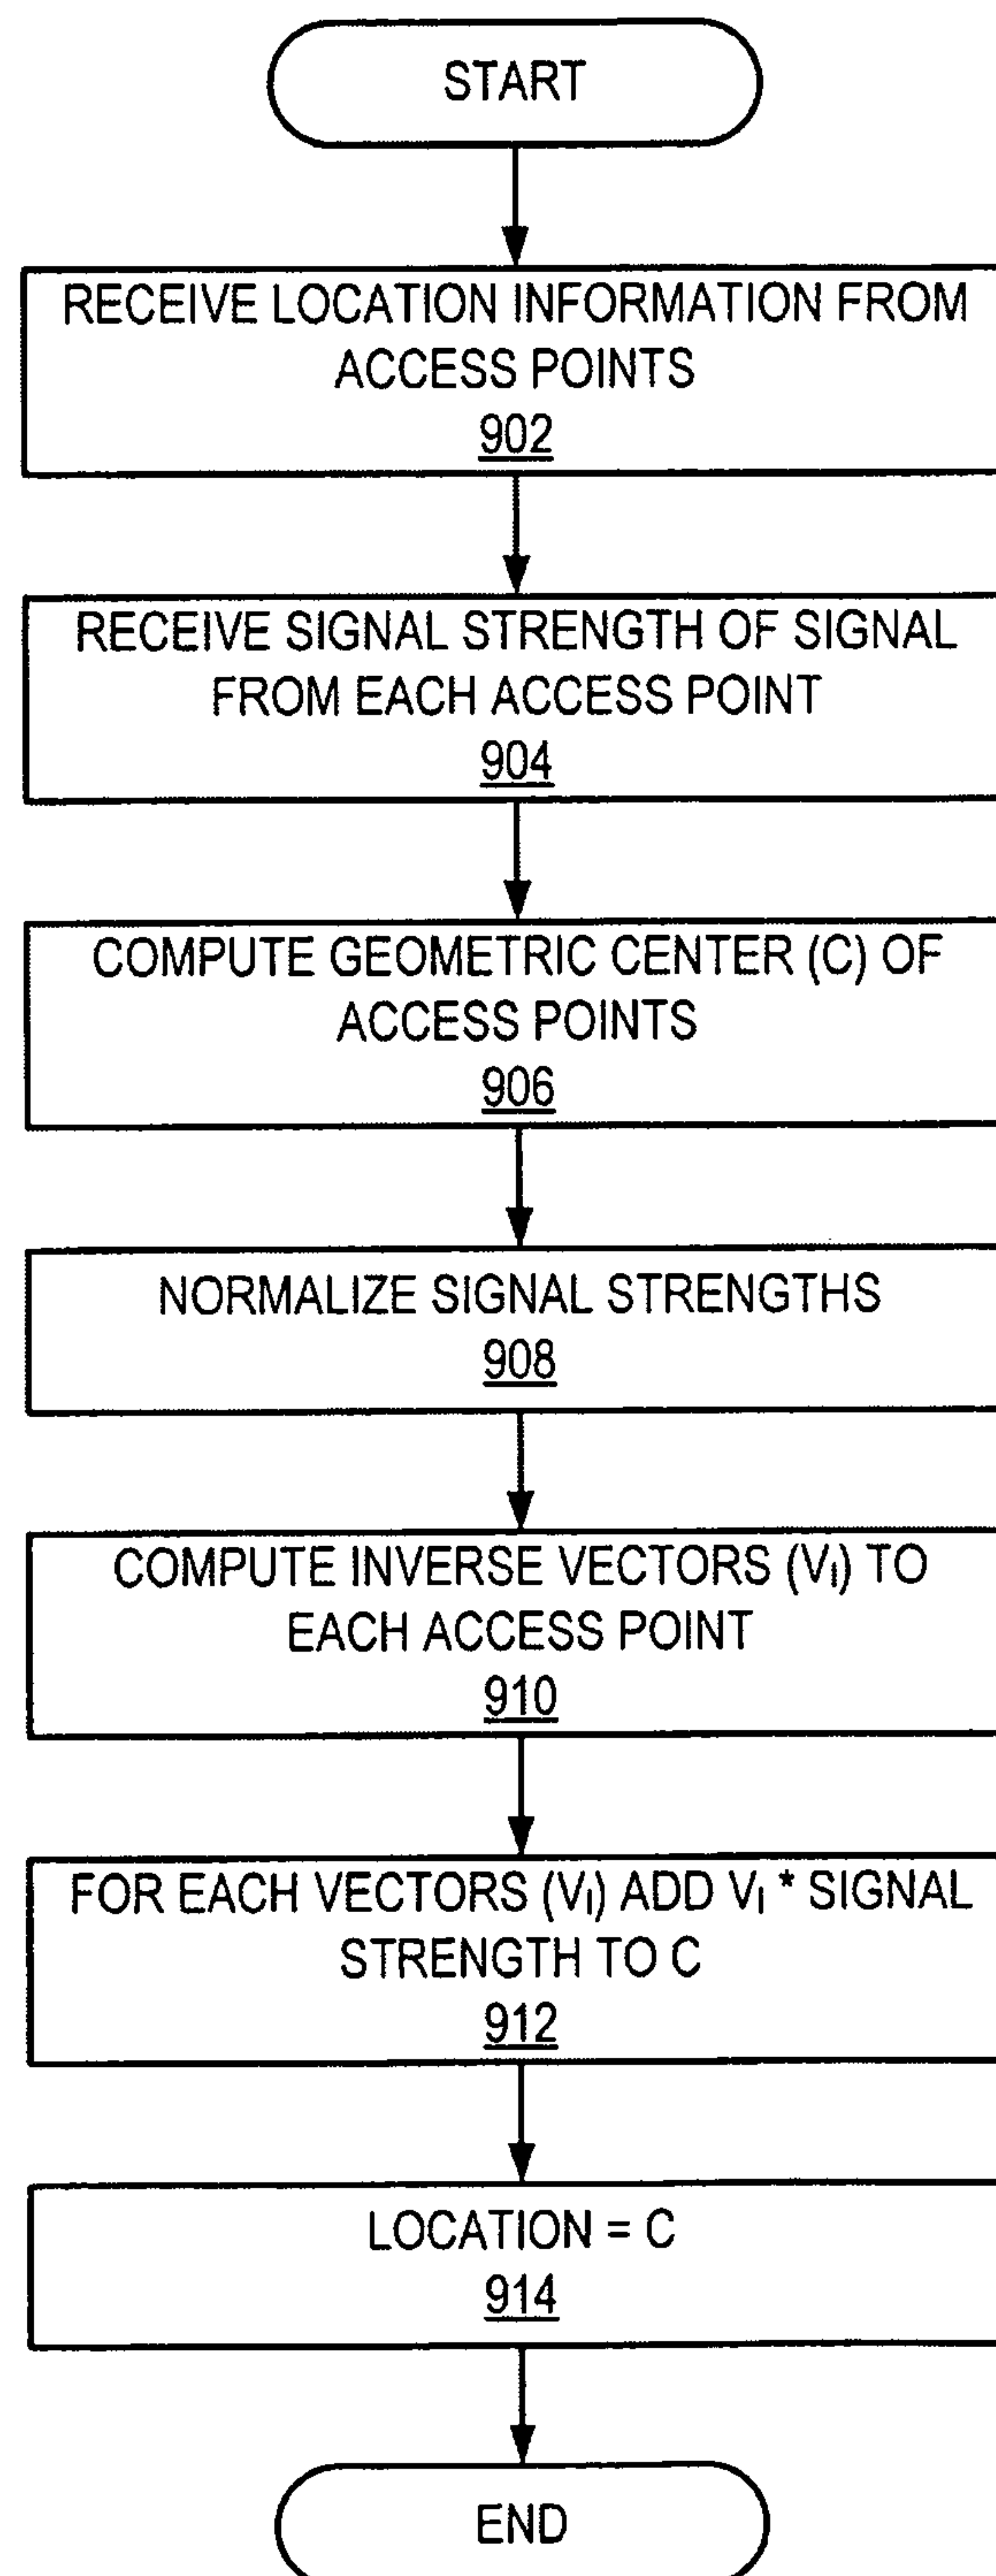 START
RECEIVE LOCATION INFORMATION FROM
ACCESS POINTS
902
RECEIVE SIGNAL STRENGTH OF SIGNAL
FROM EACH ACCESS POINT
904
COMPUTE GEOMETRIC CENTER (C) OF
ACCESS POINTS
906
NORMALIZE SIGNAL STRENGTHS
908
COMPUTE INVERSE VECTORS (VI) TO
EACH ACCESS POINT
910
FOR EACH VECTORS (VI) ADD VI * SIGNAL
STRENGTH TO C
912
LOCATION = C
914
END